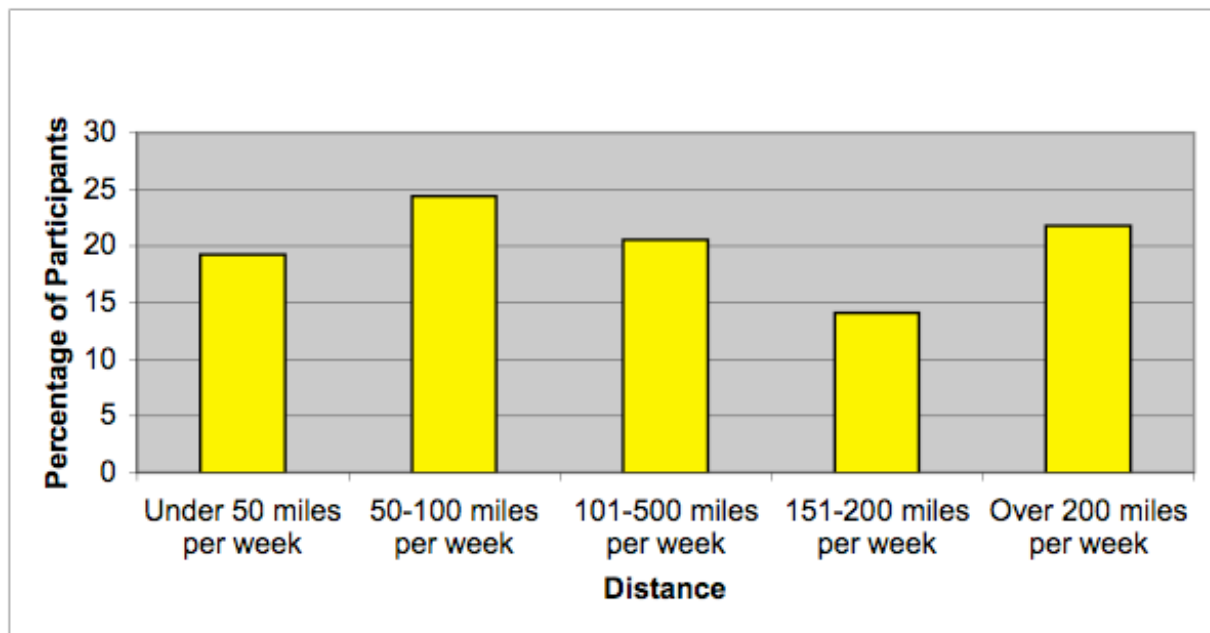 Percentage of Participants
30
25
20
15
10
5
0
Under 50 miles
per week
50-100 miles
per week
101-500 miles
per week
151-200 miles
per week
Over 200 miles
per week
Distance